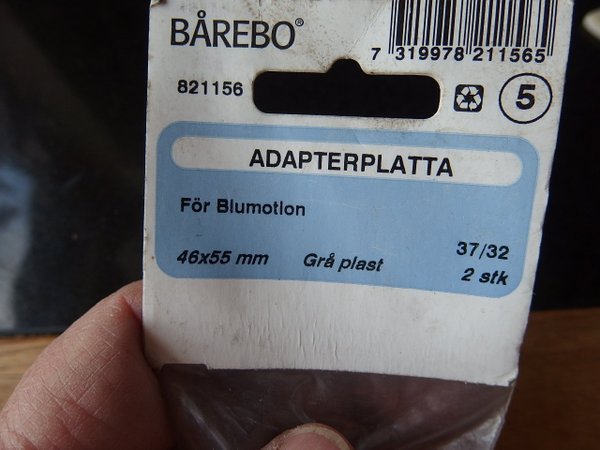 BÅREBO®
7 319978 211565
821156
5
ADAPTERPLATTA
För Blumotion
37/32
46x55 mm Grå plast 2 stk